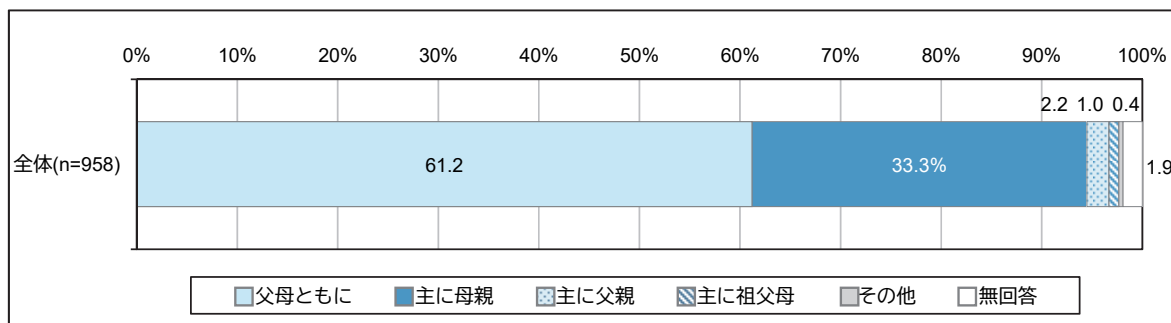 0% 10% 20% 30% 40% 50% 60% 70% 80% 90% 100%
2.2 1.0 0.4
全体(n=958) 61.2 33.3% 1.9
父母ともに 主に母親 主に父親 主に祖父母 その他 無回答